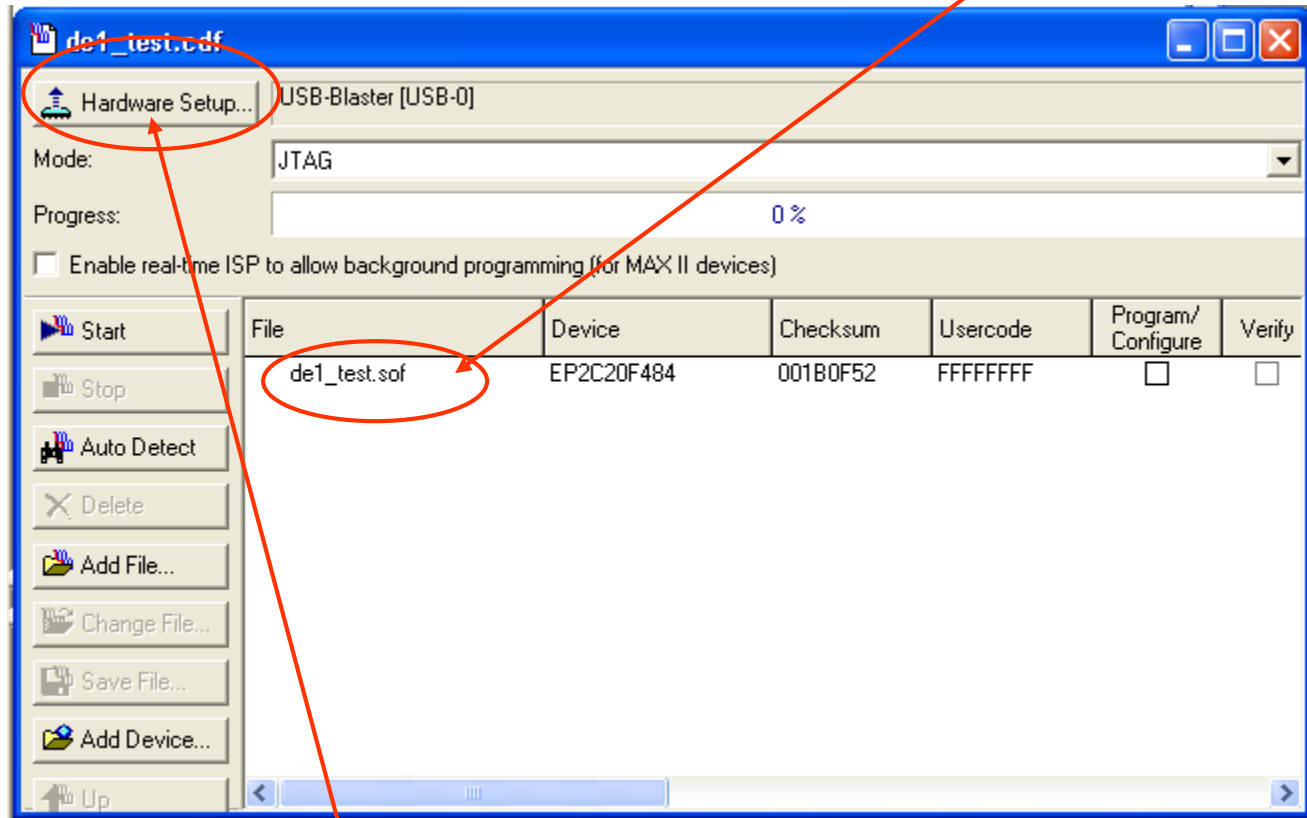 de1_test.cdf
Hardware Setup... USB-Blaster [USB-0]
Mode: JTAG
Progress: 0 %
Enable real-time ISP to allow background programming (for MAX II devices)
Start
Stop
Auto Detect
Delete
Add File...
Change File...
Save File...
Add Device...
Up
File Device Checksum Usercode Program/ Configure Verify
de1_test.sof EP2C20F484 001B0F52 FFFFFFFF